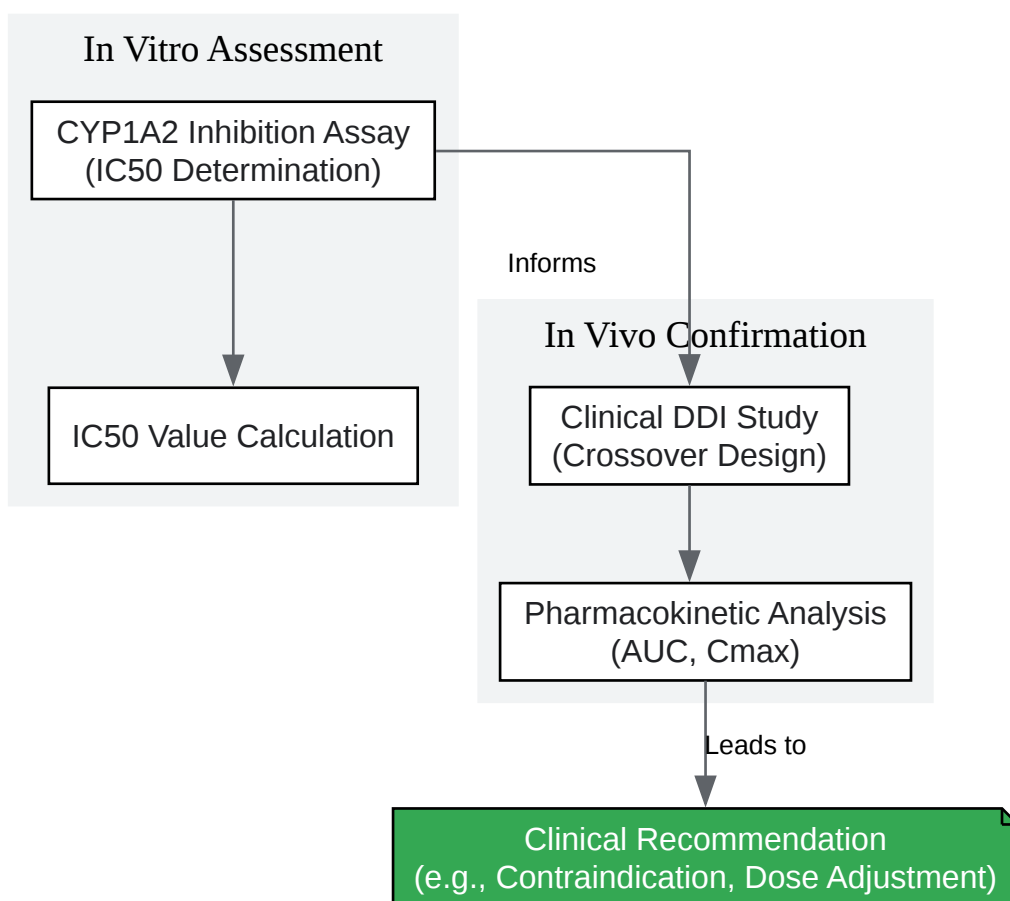 In Vitro Assessment
CYP1A2 Inhibition Assay
(IC50 Determination)
IC50 Value Calculation
Informs
In Vivo Confirmation
Clinical DDI Study
(Crossover Design)
Pharmacokinetic Analysis
(AUC, Cmax)
Leads to
Clinical Recommendation
(e.g., Contraindication, Dose Adjustment)